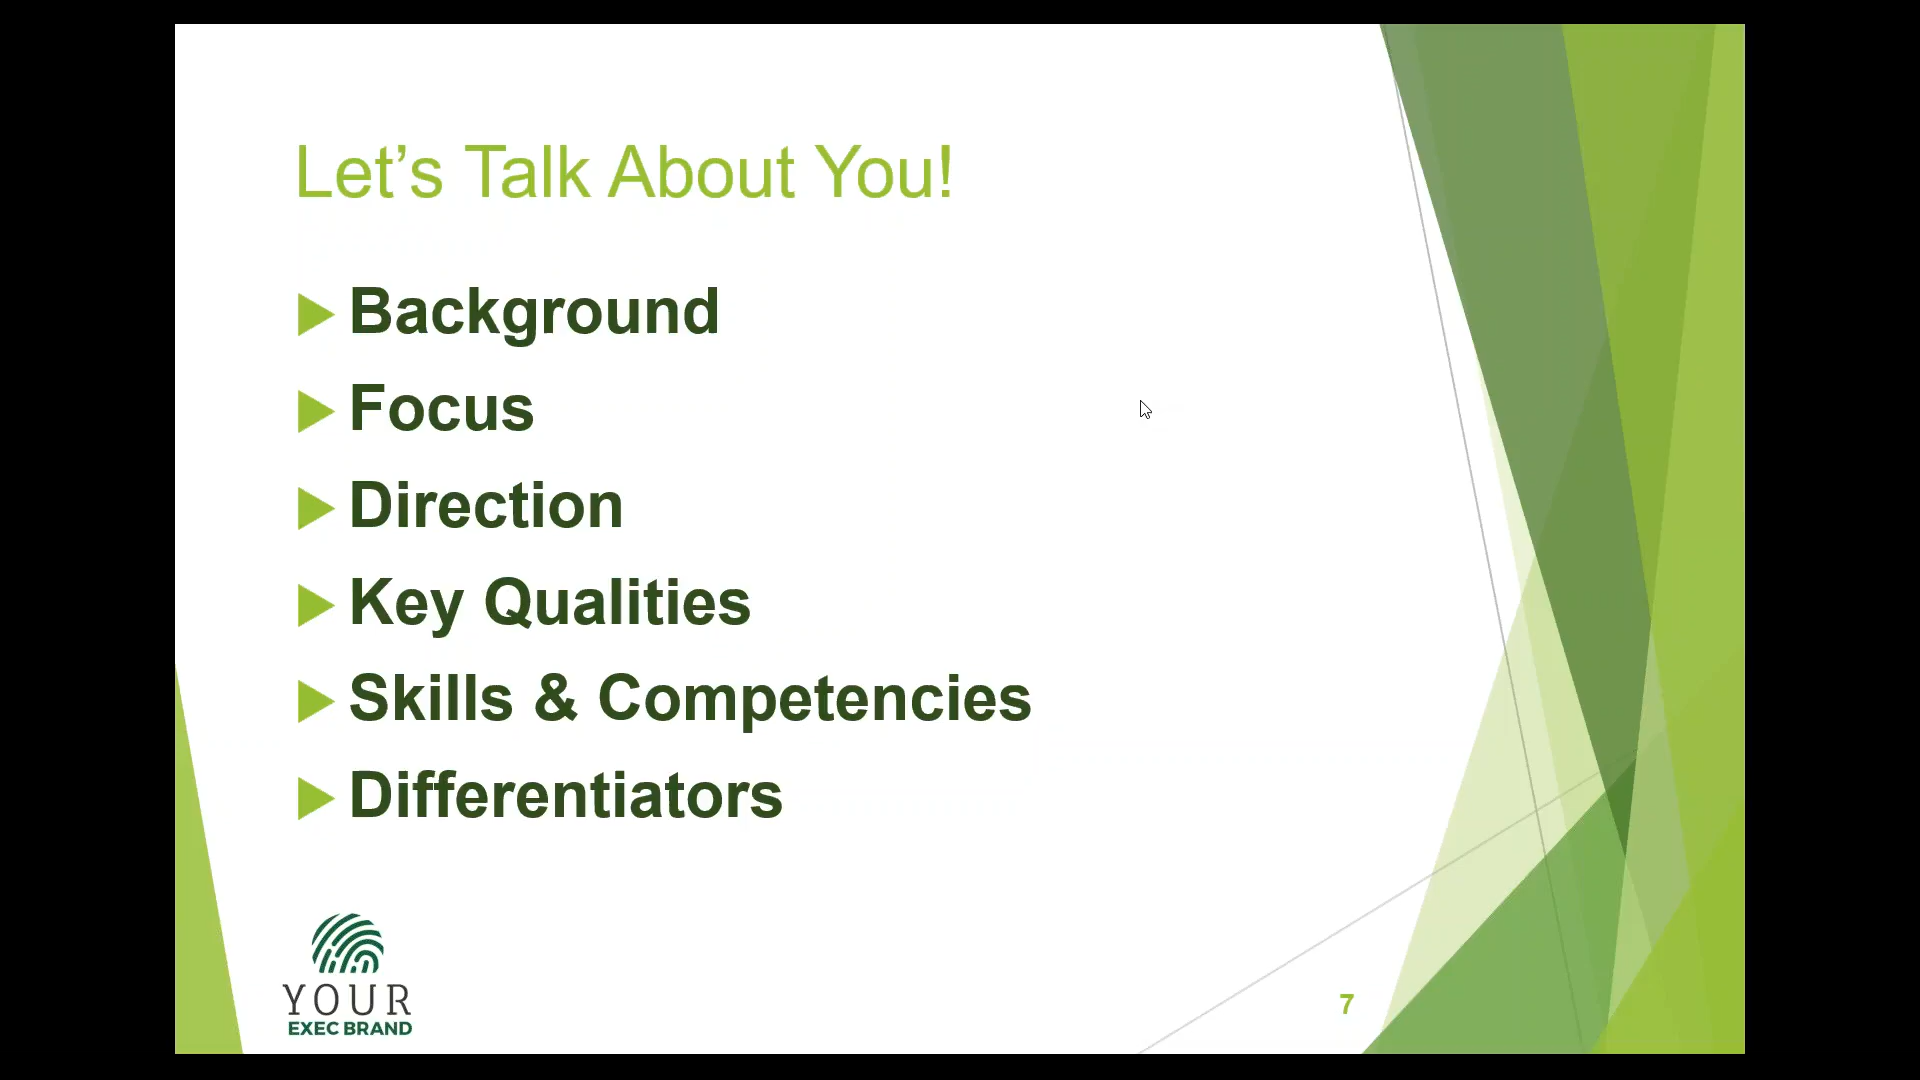 Let’s Talk About You!
Background
Focus
Direction
Key Qualities
Skills & Competencies
Differentiators
YOUR
EXEC BRAND
7